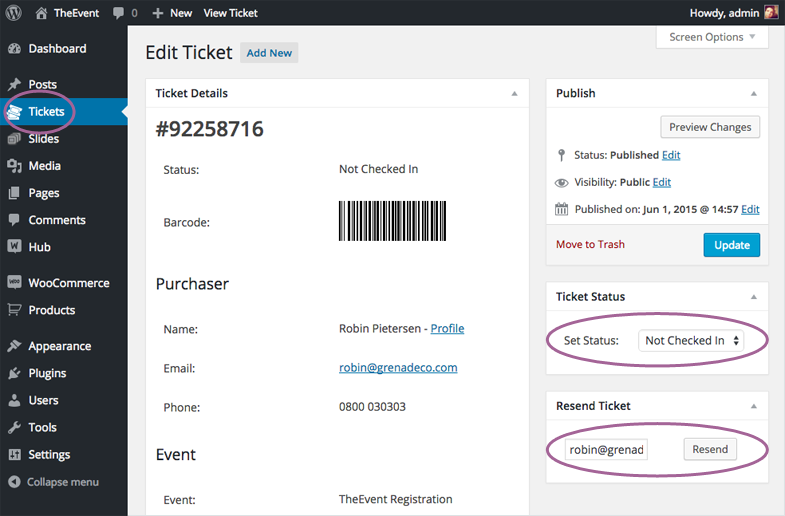 TheEvent 0 New View Ticket Howdy, admin
Screen Options
Dashboard
Posts
Tickets
Slides
Media
Pages
Comments
Hub
WooCommerce
Products
Appearance
Plugins
Users
Tools
Settings
Collapse menu
Edit Ticket Add New
Ticket Details
#92258716
Status: Not Checked In
Barcode:
Purchaser
Name: Robin Pietersen - Profile
Email: robin@grenadeco.com
Phone: 0800 030303
Event
Event: TheEvent Registration
Publish
Preview Changes
Status: Published Edit
Visibility: Public Edit
Published on: Jun 1, 2015 @ 14:57 Edit
Move to Trash Update
Ticket Status
Set Status: Not Checked In
Resend Ticket
robin@grenad Resend